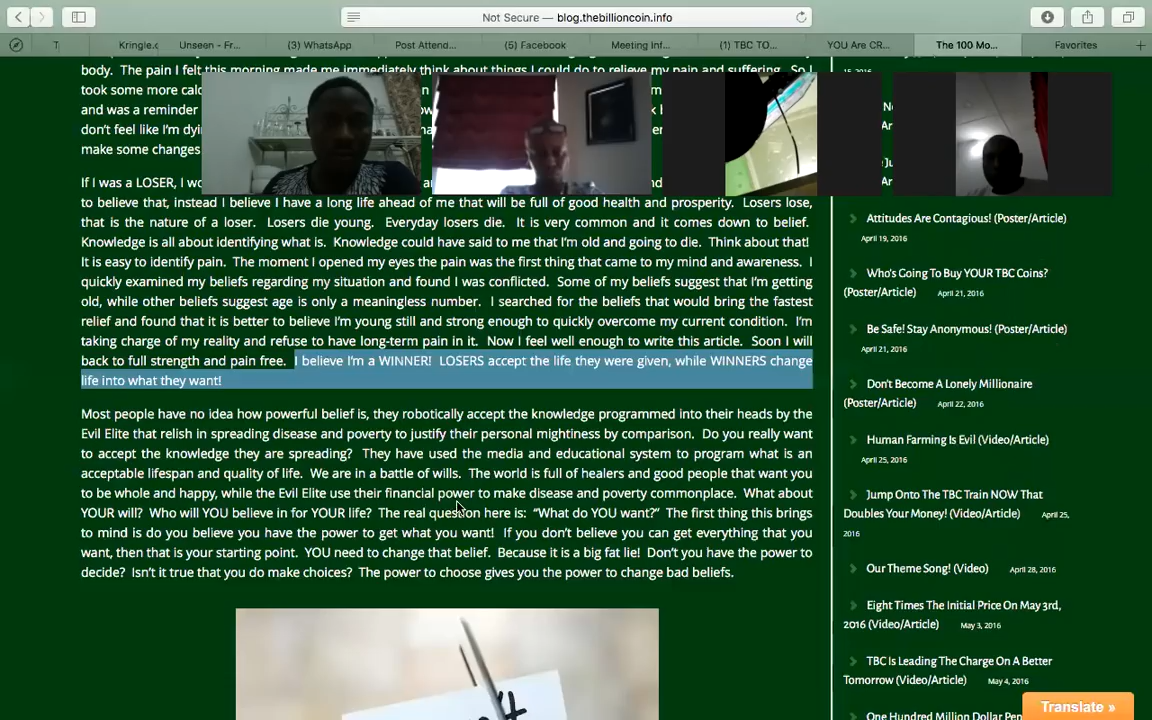 Not Secure — blog.thebillioncoin.info
Kringle.c
Unseen - Fr...
(3) WhatsApp
Post Attend...
(5) Facebook
Meeting Inf...
(1) TBC TO...
YOU Are CR...
The 100 Mo...
Favorites
body. The pain I felt this morning made me immediately think about things I could do to relieve my pain and suffering. So I
took some more calc
and was a reminder
don't feel like I'm dyi
make some changes
If I was a LOSER, I wo
to believe that, instead I believe I have a long life ahead of me that will be full of good health and prosperity. Losers lose,
that is the nature of a loser. Losers die young. Everyday losers die. It is very common and it comes down to belief.
Knowledge is all about identifying what is. Knowledge could have said to me that I'm old and going to die. Think about that!
It is easy to identify pain. The moment I opened my eyes the pain was the first thing that came to my mind and awareness. I
quickly examined my beliefs regarding my situation and found I was conflicted. Some of my beliefs suggest that I'm getting
old, while other beliefs suggest age is only a meaningless number. I searched for the beliefs that would bring the fastest
relief and found that it is better to believe I'm young still and strong enough to quickly overcome my current condition. I'm
taking charge of my reality and refuse to have long-term pain in it. Now I feel well enough to write this article. Soon I will
back to full strength and pain free. I believe I'm a WINNER! LOSERS accept the life they were given, while WINNERS change
life into what they want!
Most people have no idea how powerful belief is, they robotically accept the knowledge programmed into their heads by the
Evil Elite that relish in spreading disease and poverty to justify their personal mightiness by comparison. Do you really want
to accept the knowledge they are spreading? They have used the media and educational system to program what is an
acceptable lifespan and quality of life. We are in a battle of wills. The world is full of healers and good people that want you
to be whole and happy, while the Evil Elite use their financial power to make disease and poverty commonplace. What about
YOUR will? Who will YOU believe in for YOUR life? The real question here is: "What do YOU want?" The first thing this brings
to mind is do you believe you have the power to get what you want! If you don't believe you can get everything that you
want, then that is your starting point. YOU need to change that belief. Because it is a big fat lie! Don't you have the power to
decide? Isn't it true that you do make choices? The power to choose gives you the power to change bad beliefs.
Attitudes Are Contagious! (Poster/Article)
April 19, 2016
Who's Going To Buy YOUR TBC Coins?
(Poster/Article) April 21, 2016
Be Safe! Stay Anonymous! (Poster/Article)
April 21, 2016
Don't Become A Lonely Millionaire
(Poster/Article) April 22, 2016
Human Farming Is Evil (Video/Article)
April 25, 2016
Jump Onto The TBC Train NOW That
Doubles Your Money! (Video/Article) April 25,
2016
Our Theme Song! (Video) April 28, 2016
Eight Times The Initial Price On May 3rd,
2016 (Video/Article) May 3, 2016
TBC Is Leading The Charge On A Better
Tomorrow (Video/Article) May 4, 2016
One Hundred Million Dollar
Translate »